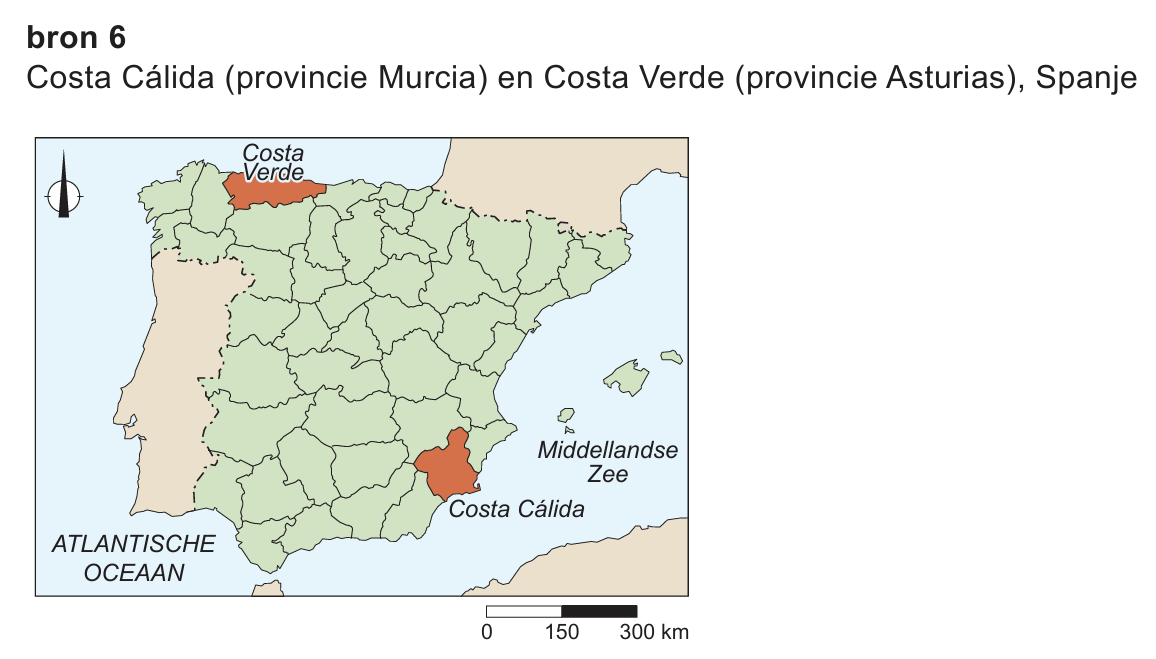 bron 6
Costa Cálida (provincie Murcia) en Costa Verde (provincie Asturias), Spanje
Costa
Verde
Middellandse
Zee
Costa Cálida
ATLANTISCHE
OCEAAN
0 150 300 km